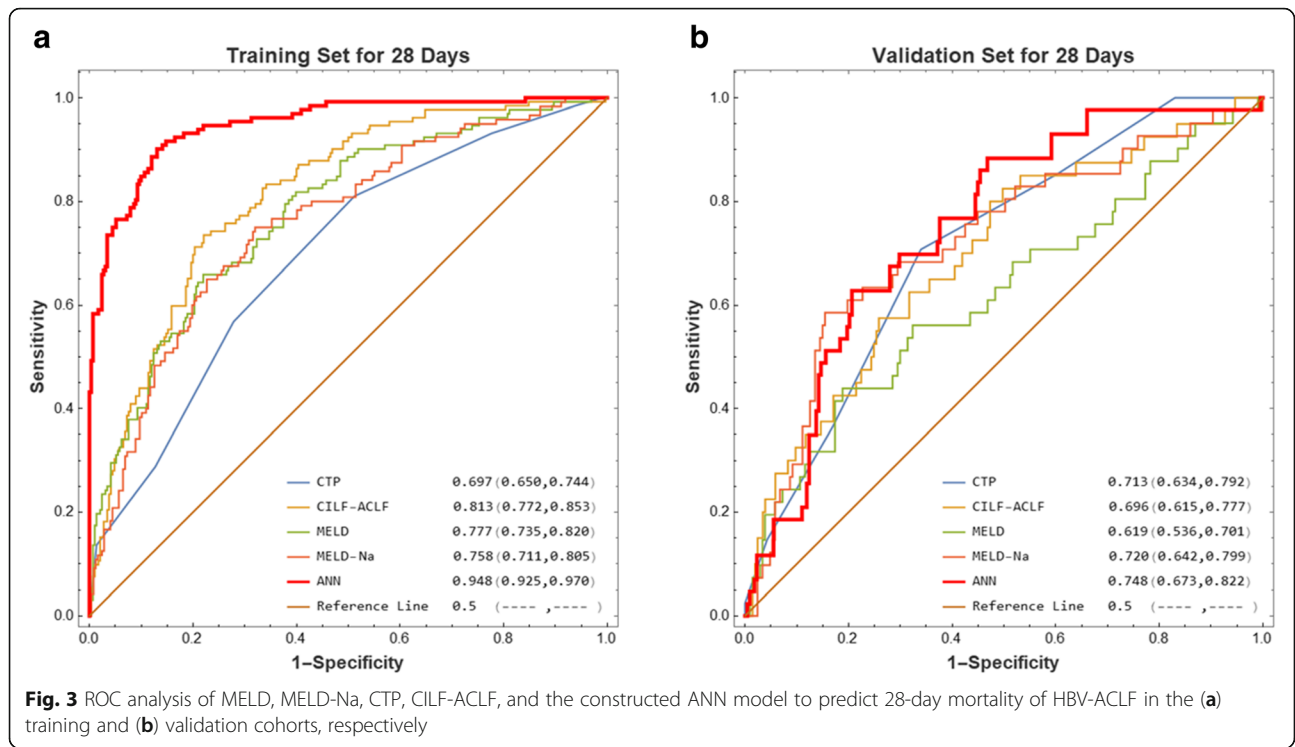 a
Training Set for 28 Days
1.0
0.8
0.6
0.4
0.2
0.0
Sensitivity
CTP 0.697(0.650,0.744)
CILF-ACLF 0.813(0.772,0.853)
MELD 0.777(0.735,0.820)
MELD-Na 0.758(0.711,0.805)
ANN 0.948(0.925,0.970)
Reference Line 0.5 (---- ,---- )
0.0 0.2 0.4 0.6 0.8 1.0
1-Specificity
b
Validation Set for 28 Days
1.0
0.8
0.6
0.4
0.2
0.0
Sensitivity
CTP 0.713(0.634,0.792)
CILF-ACLF 0.696(0.615,0.777)
MELD 0.619(0.536,0.701)
MELD-Na 0.720(0.642,0.799)
ANN 0.748(0.673,0.822)
Reference Line 0.5 (---- ,---- )
0.0 0.2 0.4 0.6 0.8 1.0
1-Specificity
Fig. 3 ROC analysis of MELD, MELD-Na, CTP, CILF-ACLF, and the constructed ANN model to predict 28-day mortality of HBV-ACLF in the (a)
training and (b) validation cohorts, respectively